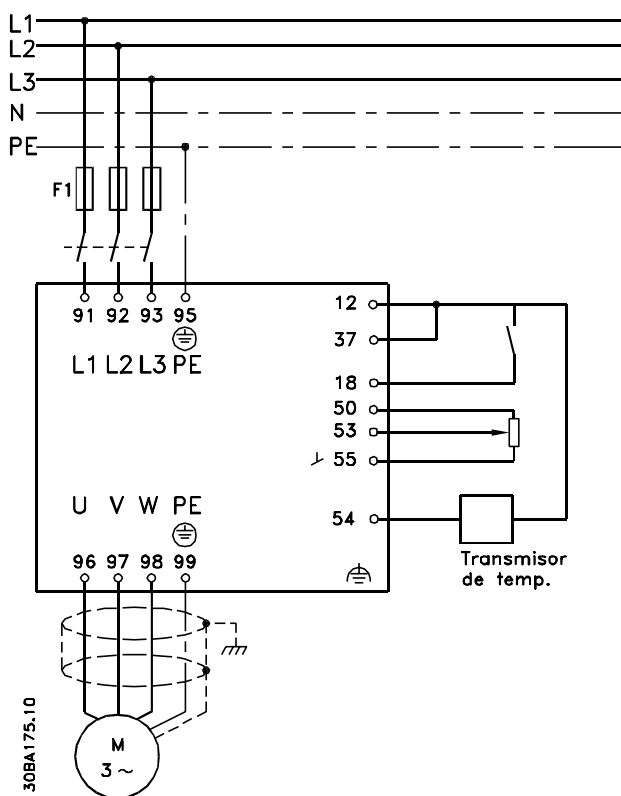 L1
L2
L3
N
PE
F1
91 92 93 95
L1 L2 L3 PE
12
37
18
50
53
55
54
U V W PE
96 97 98 99
Transmisor
de temp.
M
3 ~
30BA175.10